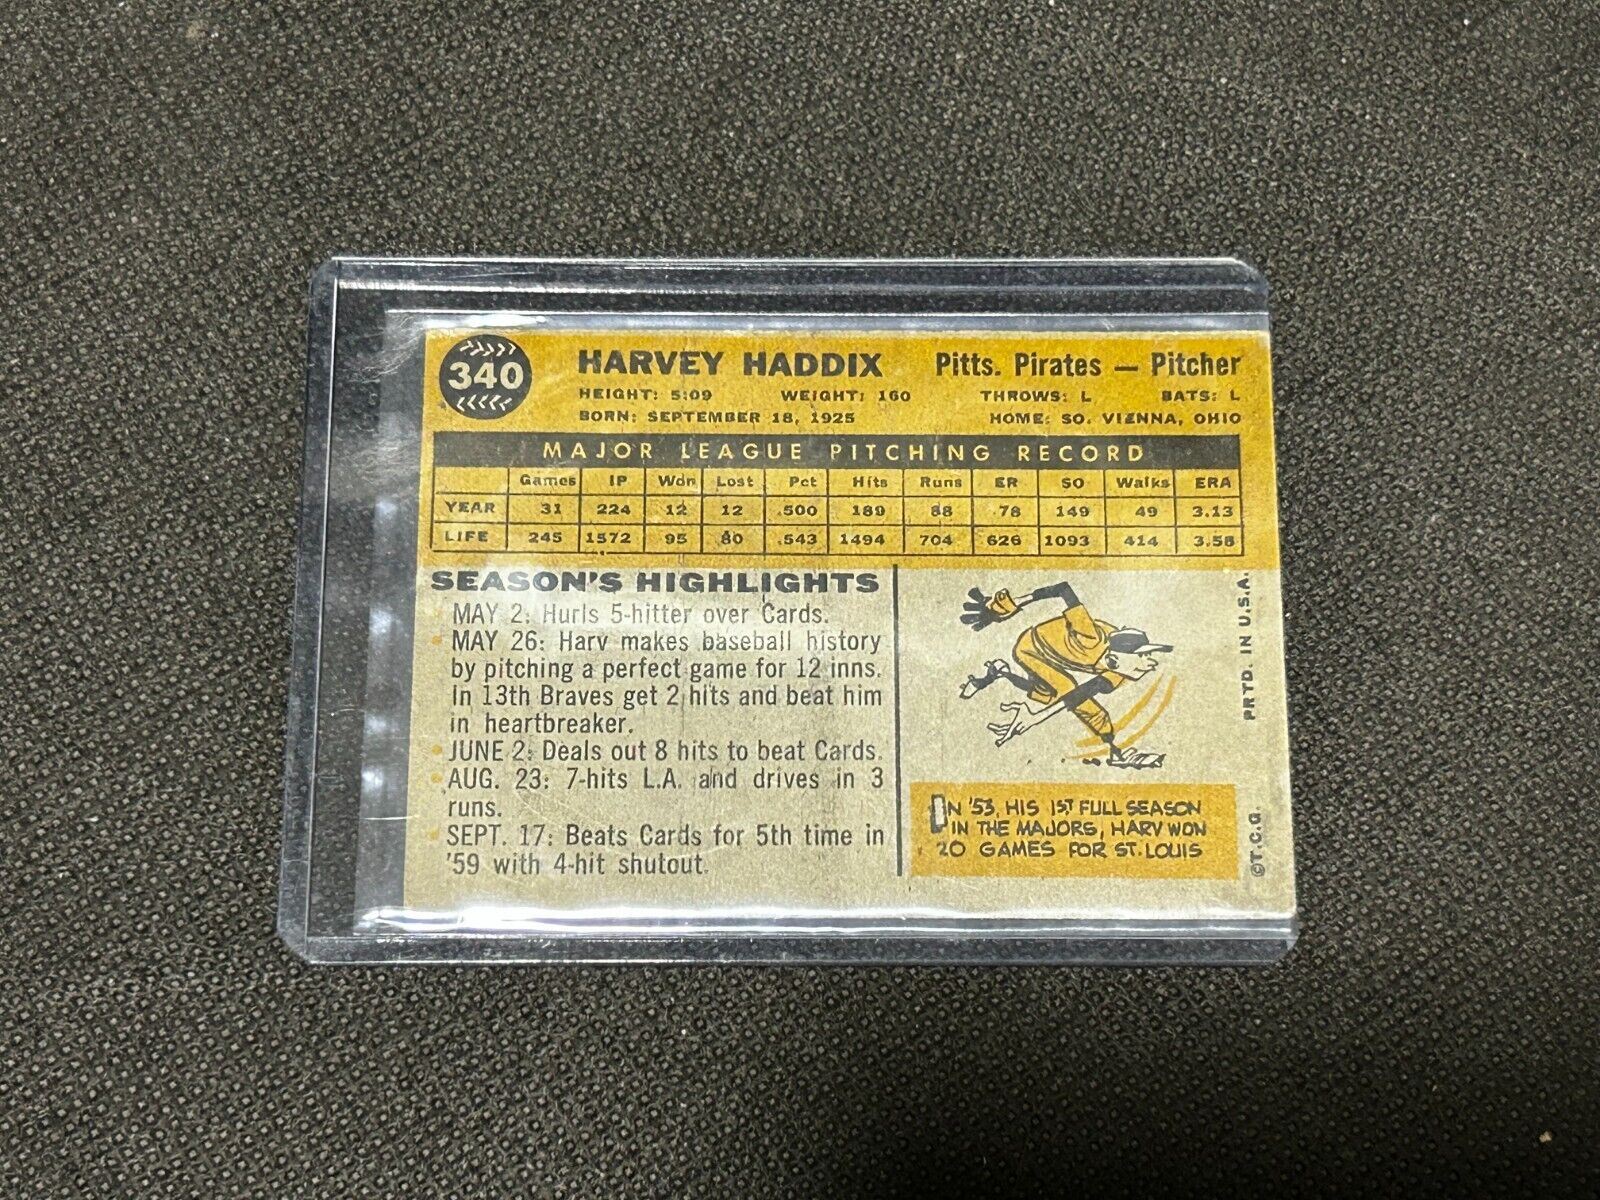 340
HARVEY HADDIX Pitts. Pirates — Pitcher
HEIGHT: 5:09 WEIGHT: 160 THROWS: L BATS: L
BORN: SEPTEMBER 18, 1925 HOME: SO. VIENNA, OHIO
MAJOR LEAGUE PITCHING RECORD
Games IP Won Lost Pct Hits Runs ER SO Walks ERA
YEAR 31 224 12 12 .500 189 88 .78 149 49 3.13
LIFE 245 1572 95 80 .543 1494 704 626 1093 414 3.58
SEASON'S HIGHLIGHTS
MAY 2: Hurls 5-hitter over Cards.
MAY 26: Harv makes baseball history
by pitching a perfect game for 12 inns.
In 13th Braves get 2 hits and beat him
in heartbreaker.
JUNE 2: Deals out 8 hits to beat Cards.
AUG. 23: 7-hits L.A. and drives in 3
runs.
SEPT. 17: Beats Cards for 5th time in
'59 with 4-hit shutout.
IN '53, HIS 1ST FULL SEASON
IN THE MAJORS, HARV WON
20 GAMES FOR ST. LOUIS
©T.C.G. PRTD. IN U.S.A.